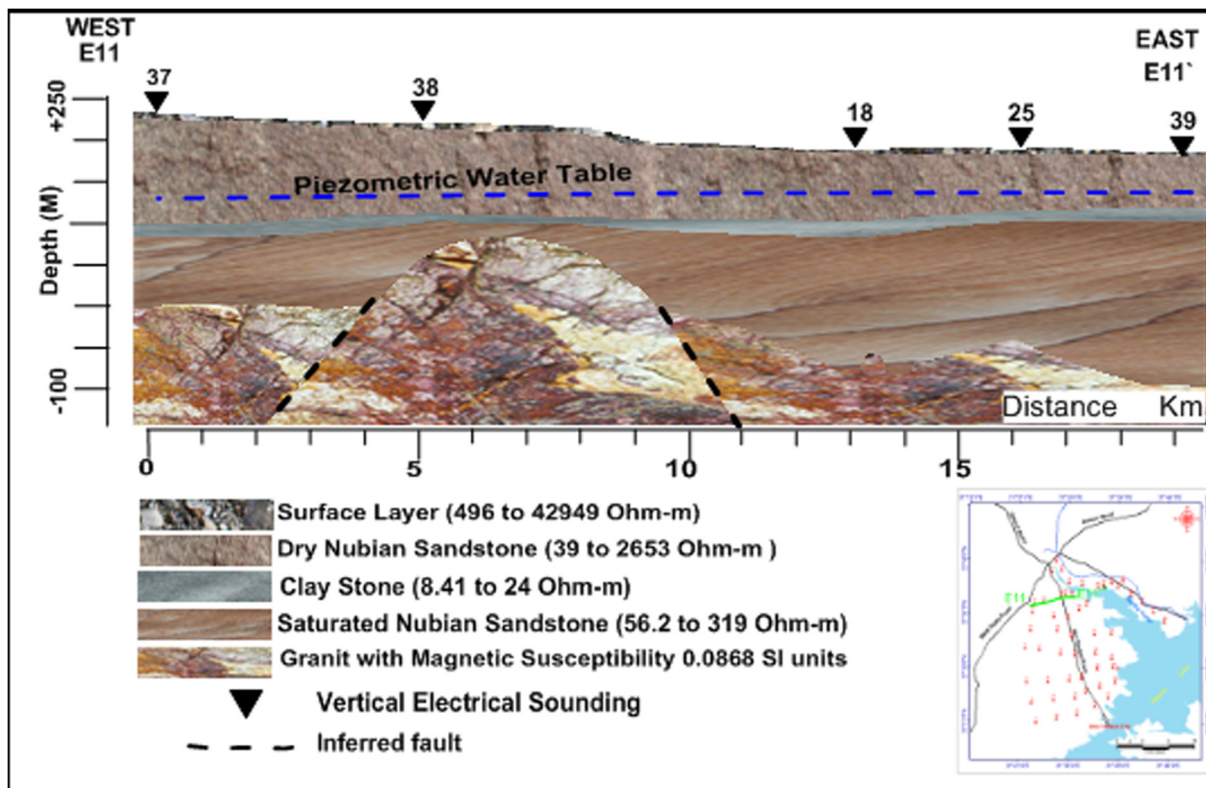 WEST
E11
EAST
E11`
37
38
18
25
39
+250
Depth (M)
-100
Piezometric Water Table
Distance Km
0
5
10
15
Surface Layer (496 to 42949 Ohm-m)
Dry Nubian Sandstone (39 to 2653 Ohm-m )
Clay Stone (8.41 to 24 Ohm-m)
Saturated Nubian Sandstone (56.2 to 319 Ohm-m)
Granit with Magnetic Susceptibility 0.0868 SI units
Vertical Electrical Sounding
Inferred fault
E11